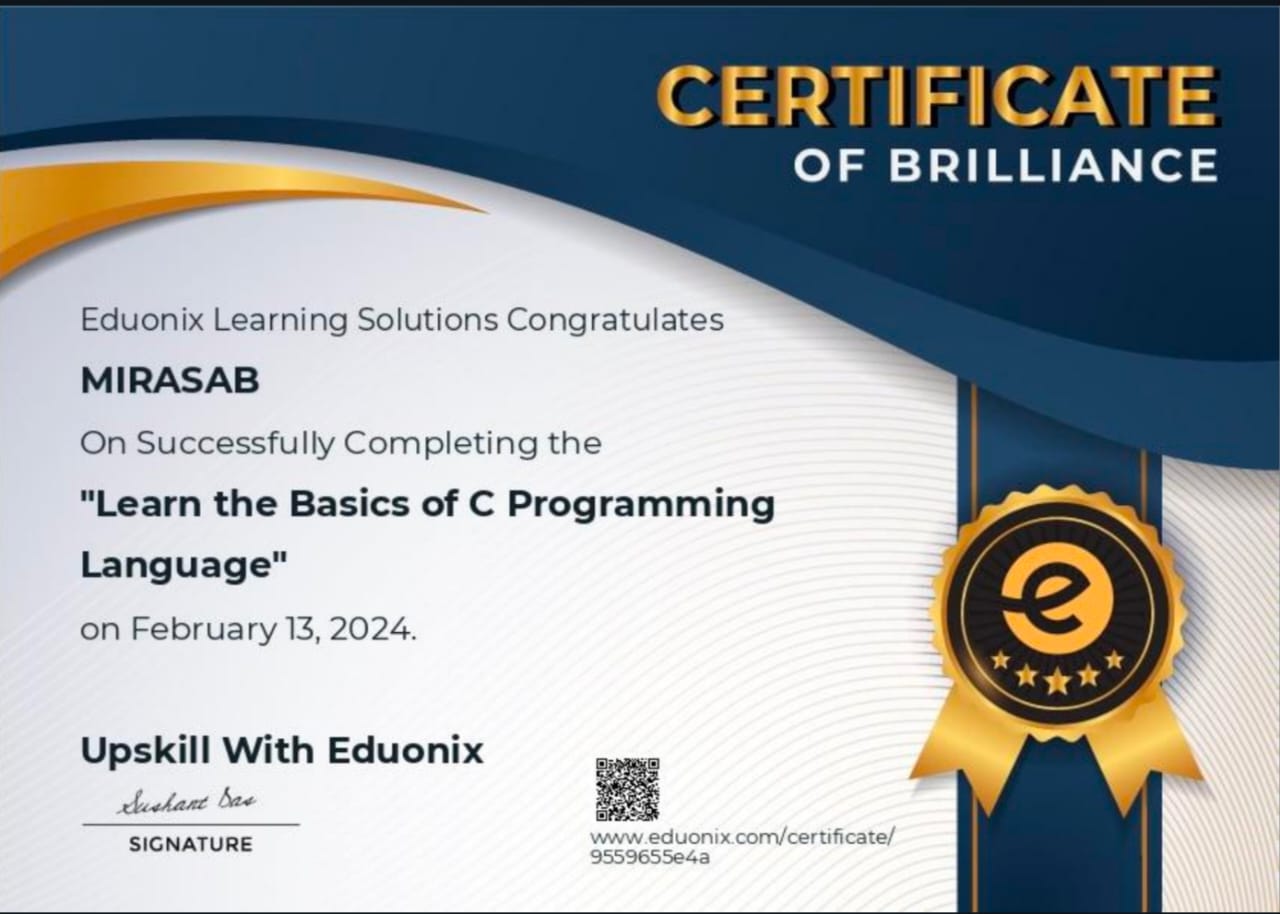 CERTIFICATE
OF BRILLIANCE
Eduonix Learning Solutions Congratulates
MIRASAB
On Successfully Completing the
"Learn the Basics of C Programming
Language"
on February 13, 2024.
Upskill With Eduonix
Sushant Das
SIGNATURE
www.eduonix.com/certificate/
9559655e4a